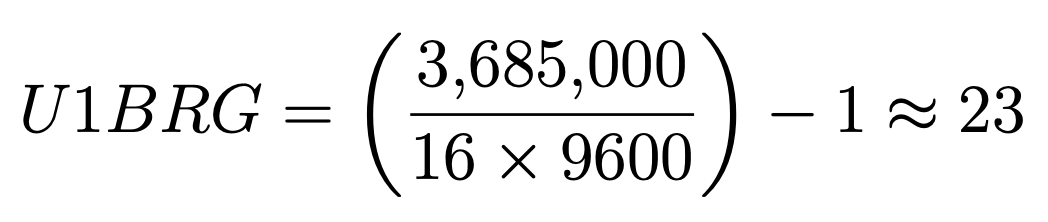 U1BRG = (3,685,000 / 16 × 9600) − 1 ≈ 23